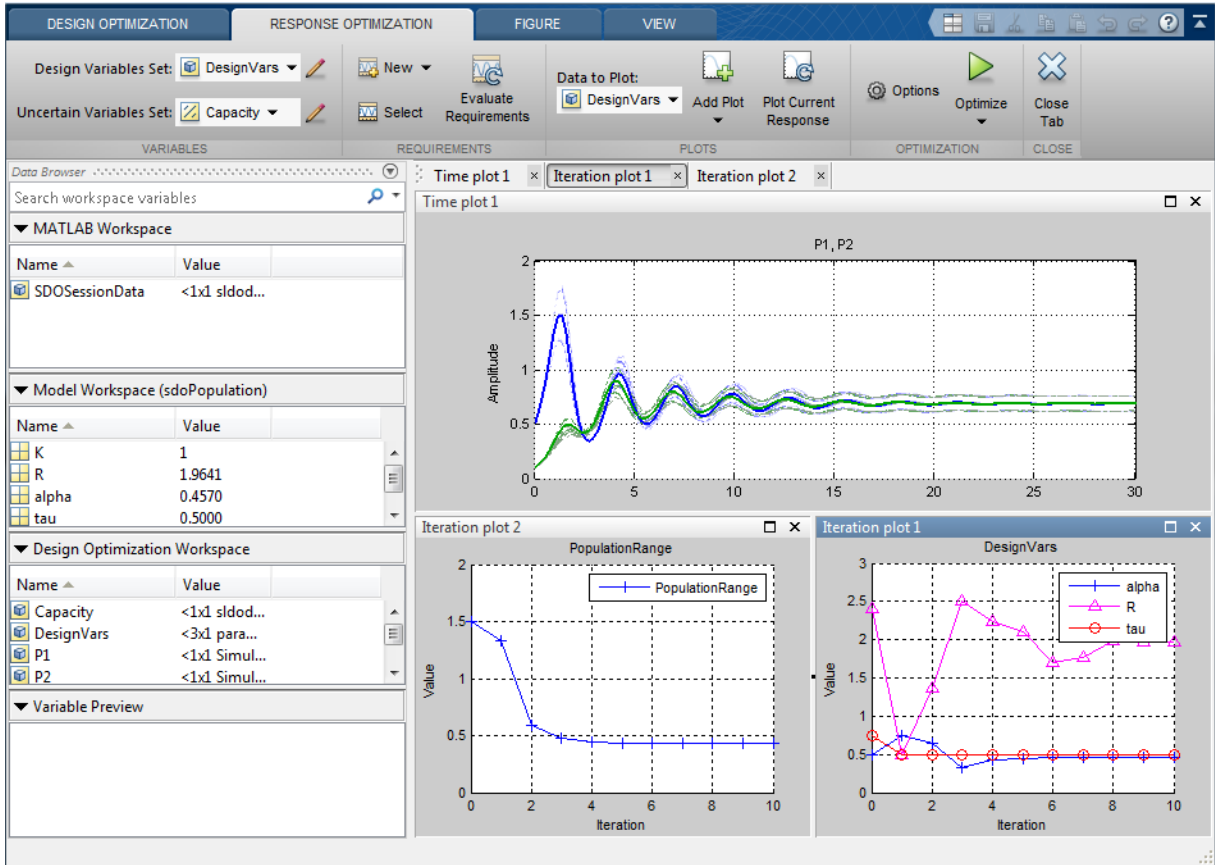 DESIGN OPTIMIZATION RESPONSE OPTIMIZATION FIGURE VIEW ?
Design Variables Set: DesignVars
Uncertain Variables Set: Capacity
VARIABLES
New
Select
Evaluate
Requirements
REQUIREMENTS
Data to Plot:
DesignVars
Add Plot
Plot Current
Response
PLOTS
Options
Optimize
OPTIMIZATION
Close
Tab
CLOSE
Data Browser
Search workspace variables
MATLAB Workspace
Name Value
SDOSessionData <1x1 sldod...
Model Workspace (sdoPopulation)
Name Value
K 1
R 1.9641
alpha 0.4570
tau 0.5000
Design Optimization Workspace
Name Value
Capacity <1x1 sldod...
DesignVars <3x1 para...
P1 <1x1 Simul...
P2 <1x1 Simul...
Variable Preview
Time plot 1 × Iteration plot 1 × Iteration plot 2 ×
Time plot 1
P1, P2
Amplitude
2
1.5
1
0.5
0
0 5 10 15 20 25 30
Iteration plot 2
PopulationRange
PopulationRange
Value
2
1.5
1
0.5
0
0 2 4 6 8 10
Iteration
Iteration plot 1
DesignVars
alpha
R
tau
Value
3
2.5
2
1.5
1
0.5
0
0 2 4 6 8 10
Iteration